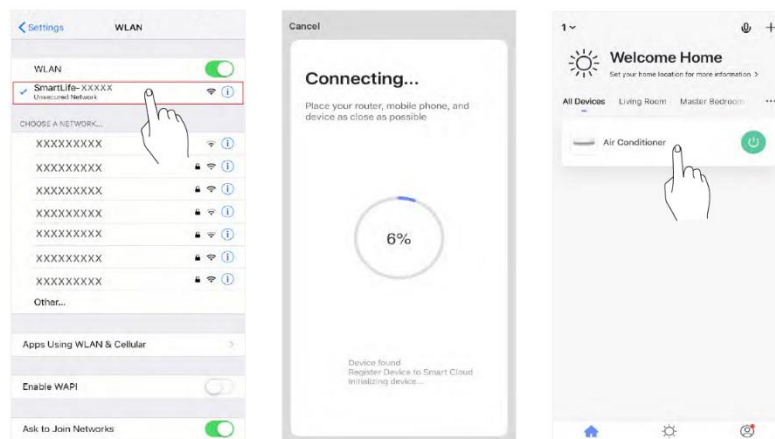 Settings WLAN
WLAN
SmartLife-XXXXX
Unsecured Network
CHOOSE A NETWORK...
XXXXXXXXX
XXXXXXXXX
XXXXXXXXX
XXXXXXXXX
XXXXXXXXX
XXXXXXXXX
XXXXXXXXX
Other...
Apps Using WLAN & Cellular
Enable WAPI
Ask to Join Networks
Cancel
Connecting...
Place your router, mobile phone, and
device as close as possible
6%
Device found
Register Device to Smart Cloud
Initializing device...
1
Welcome Home
Set your home location for more information >
All Devices Living Room Master Bedroom ...
Air Conditioner